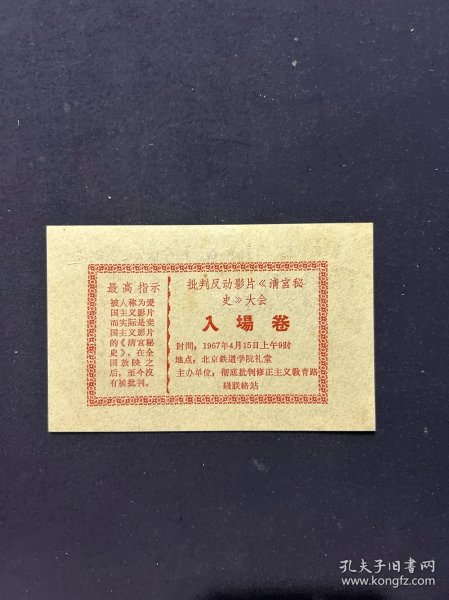 最高指示
被人称为爱
国主义影片
而实际是卖
国主义影片
的《清宫秘
史》，在全
国放映之
后，至今没
有被批判。
批判反动影片《清宫秘
史》大会
入場卷
时間：1967年4月15日上午9时
地点：北京鉄道学院礼堂
主办单位：彻底批判修正主义教育路
綫联絡站
孔夫子旧书网
www.kongfz.com